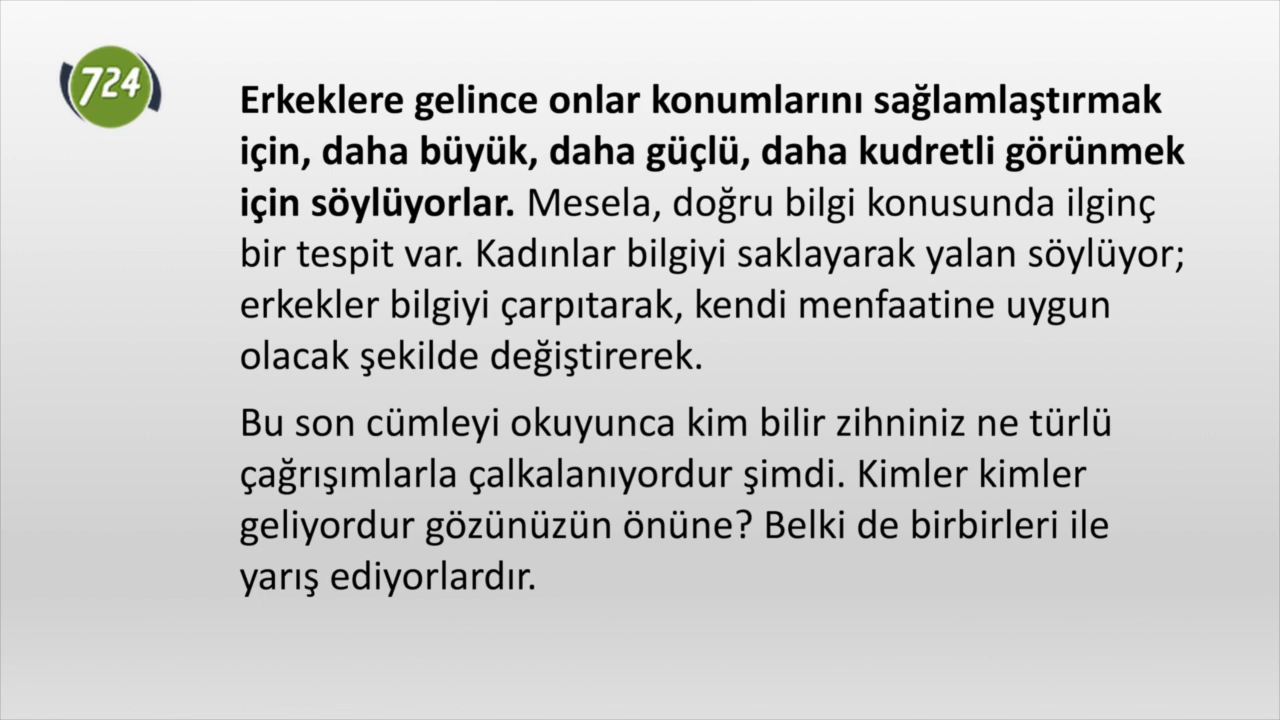 724
Erkeklere gelince onlar konumlarını sağlamlaştırmak
için, daha büyük, daha güçlü, daha kudretli görünmek
için söylüyorlar. Mesela, doğru bilgi konusunda ilginç
bir tespit var. Kadınlar bilgiyi saklayarak yalan söylüyor;
erkekler bilgiyi çarpıtarak, kendi menfaatine uygun
olacak şekilde değiştirerek.
Bu son cümleyi okuyunca kim bilir zihniniz ne türlü
çağrışımlarla çalkalanıyordur şimdi. Kimler kimler
geliyordur gözünüzün önüne? Belki de birbirleri ile
yarış ediyorlardır.